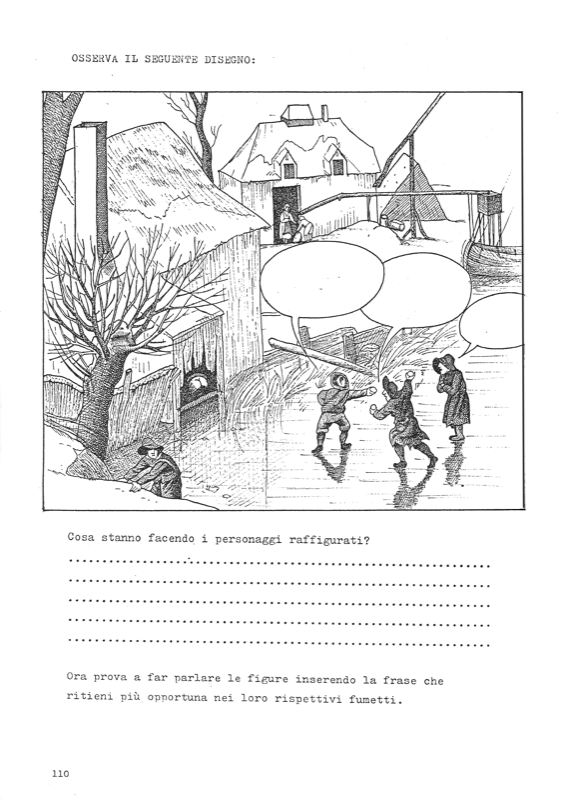 OSSERVA IL SEGUENTE DISEGNO:
Cosa stanno facendo i personaggi raffigurati?
Ora prova a far parlare le figure inserendo la frase che
ritieni più opportuna nei loro rispettivi fumetti.
110